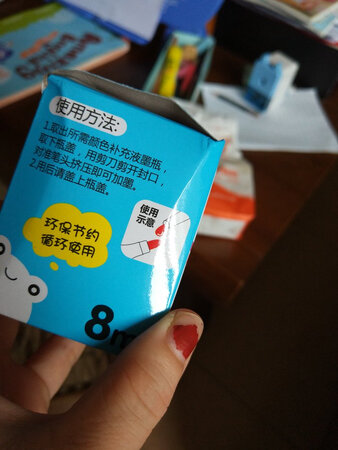 使用方法:
1.取出所需颜色补充液墨瓶,
取下瓶盖，用剪刀剪开封口,
对准笔头挤压即可加墨。
2.用后请盖上瓶盖。
环保节约
循环使用
使用
示意
8m